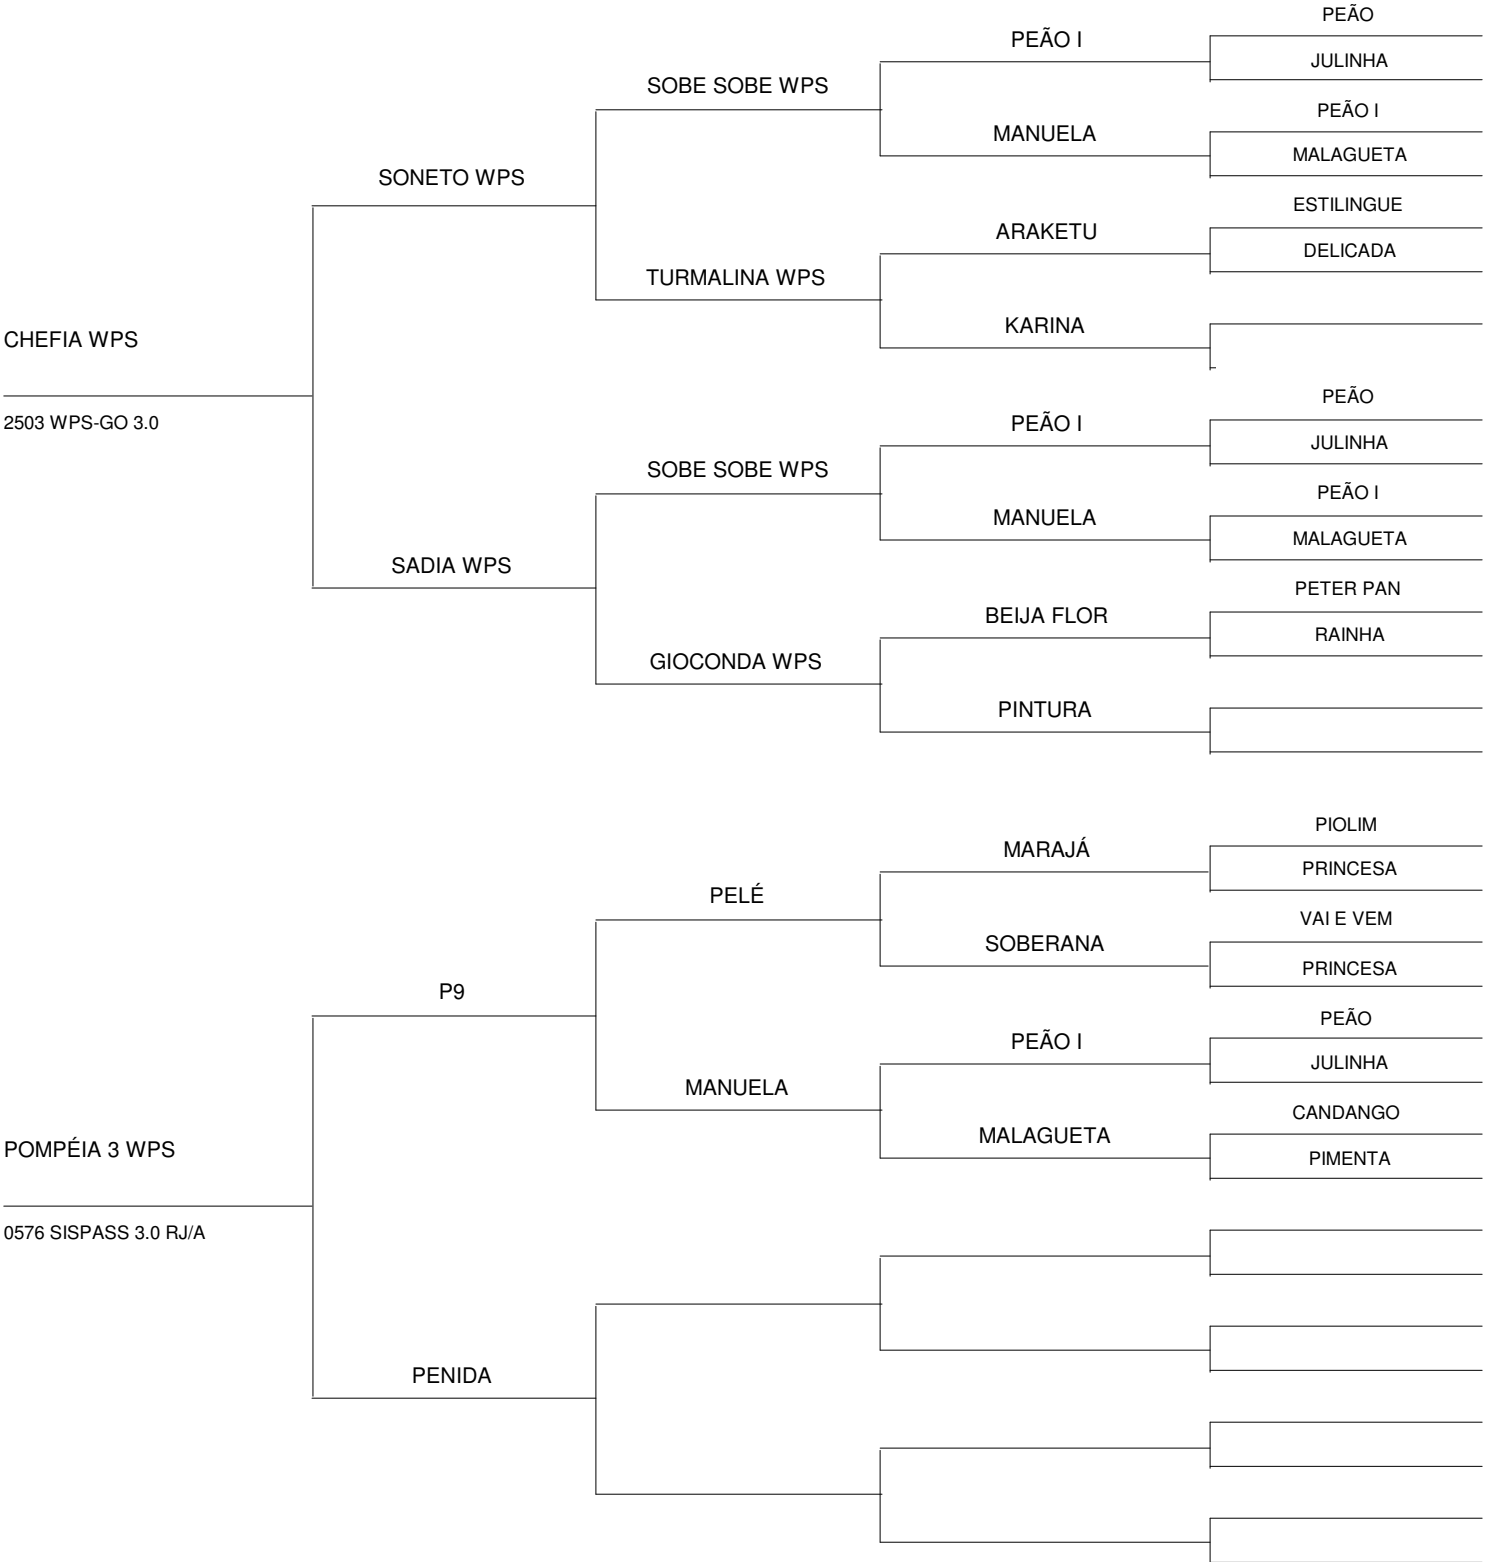 PEÃO
PEÃO I
JULINHA
SOBE SOBE WPS
PEÃO I
MANUELA
MALAGUETA
SONETO WPS
ESTILINGUE
ARAKETU
DELICADA
TURMALINA WPS
KARINA
CHEFIA WPS
PEÃO
2503 WPS-GO 3.0
PEÃO I
JULINHA
SOBE SOBE WPS
PEÃO I
MANUELA
MALAGUETA
SADIA WPS
PETER PAN
BEIJA FLOR
RAINHA
GIOCONDA WPS
PINTURA
PIOLIM
MARAJÁ
PRINCESA
PELÉ
VAI E VEM
SOBERANA
PRINCESA
P9
PEÃO
PEÃO I
JULINHA
MANUELA
CANDANGO
MALAGUETA
PIMENTA
POMPÉIA 3 WPS
0576 SISPASS 3.0 RJ/A
PENIDA